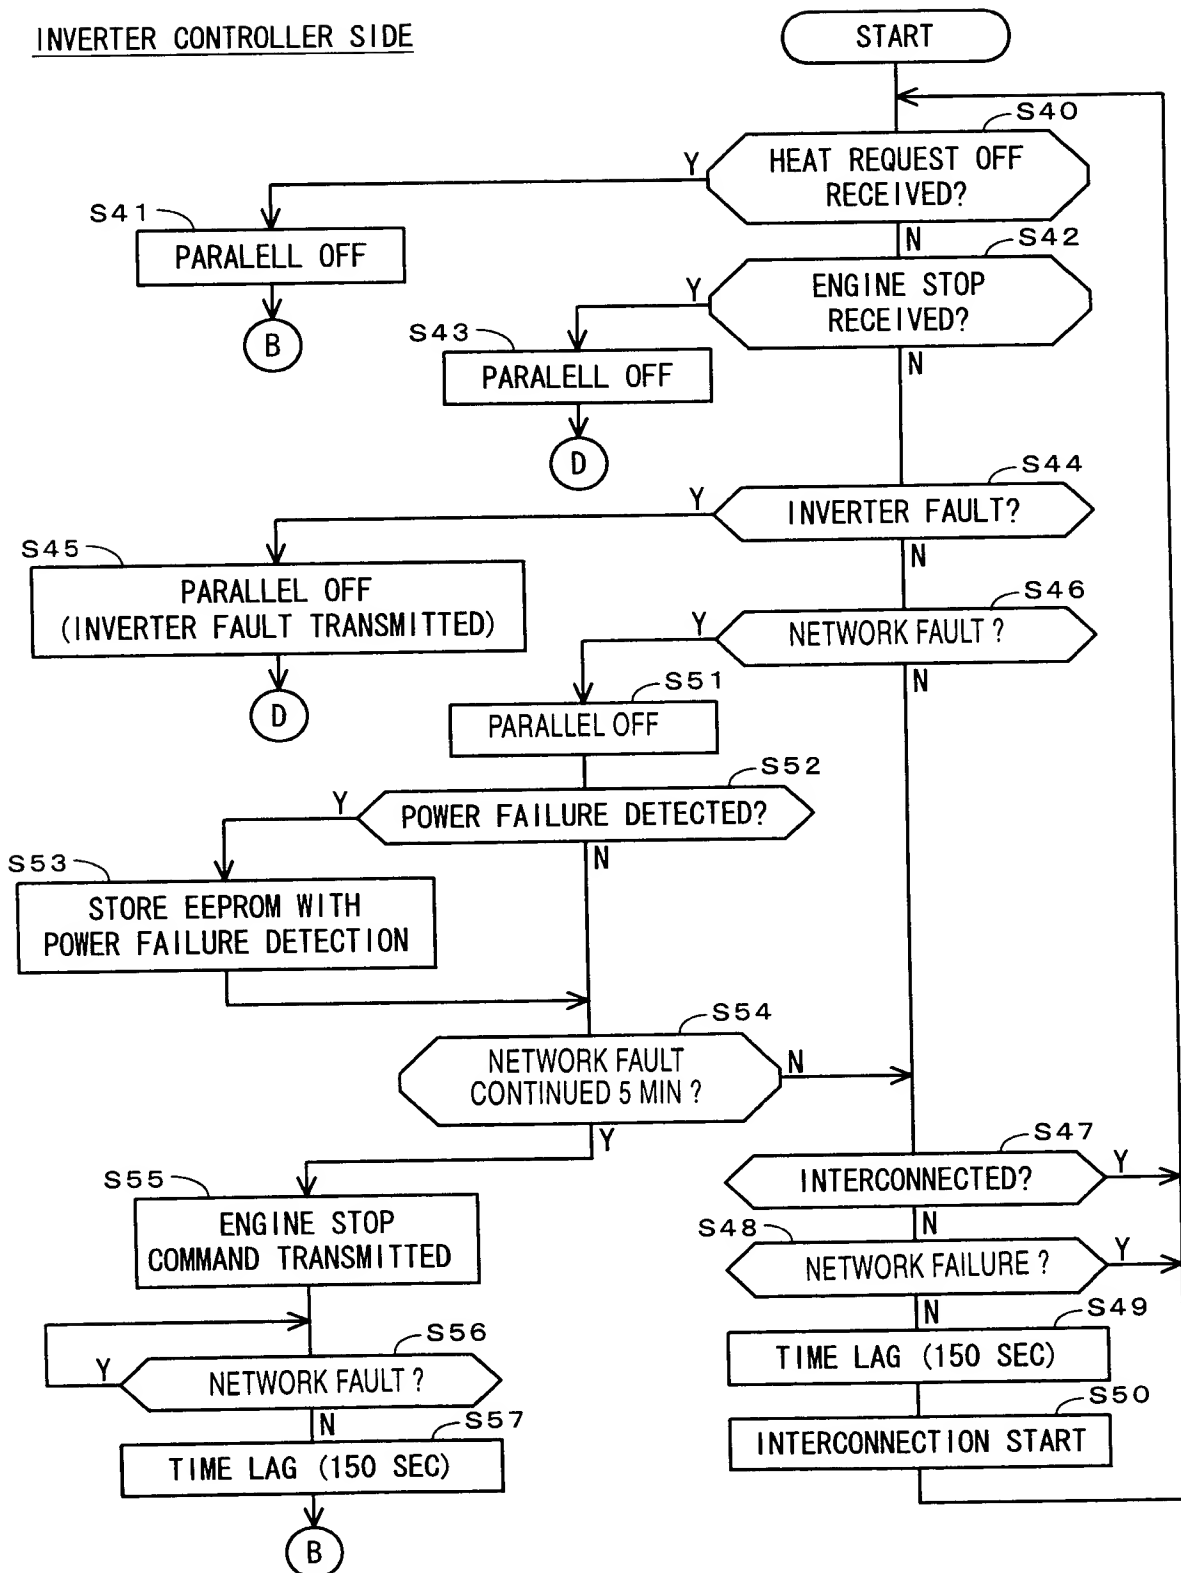 INVERTER CONTROLLER SIDE
START
S40
HEAT REQUEST OFF
RECEIVED?
Y
N
S41
PARALELL OFF
B
S42
ENGINE STOP
RECEIVED?
Y
N
S43
PARALELL OFF
D
S44
INVERTER FAULT?
Y
N
S45
PARALLEL OFF
(INVERTER FAULT TRANSMITTED)
D
S46
NETWORK FAULT ?
Y
N
S51
PARALLEL OFF
S52
POWER FAILURE DETECTED?
Y
N
S53
STORE EEPROM WITH
POWER FAILURE DETECTION
S54
NETWORK FAULT
CONTINUED 5 MIN ?
N
Y
S47
INTERCONNECTED?
Y
N
S55
ENGINE STOP
COMMAND TRANSMITTED
S48
NETWORK FAILURE ?
Y
N
S56
NETWORK FAULT ?
Y
N
S49
TIME LAG (150 SEC)
S50
INTERCONNECTION START
S57
TIME LAG (150 SEC)
B